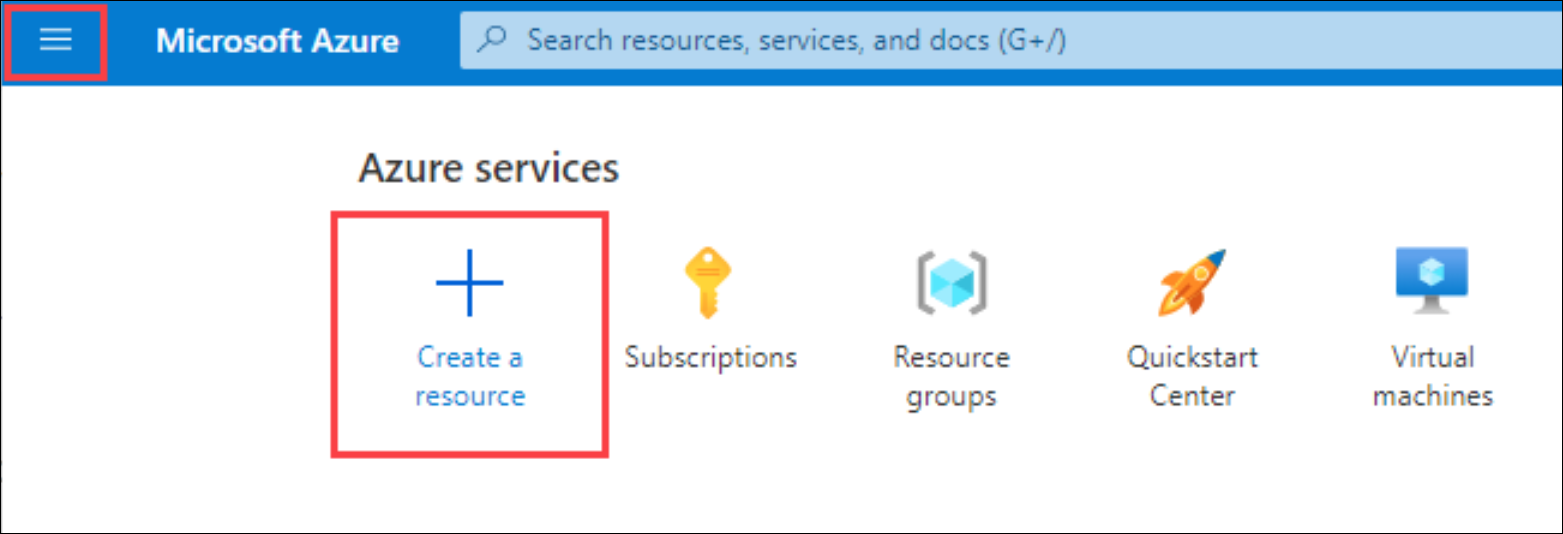 Microsoft Azure
Search resources, services, and docs (G+/)
Azure services
Create a
resource
Subscriptions
Resource
groups
Quickstart
Center
Virtual
machines